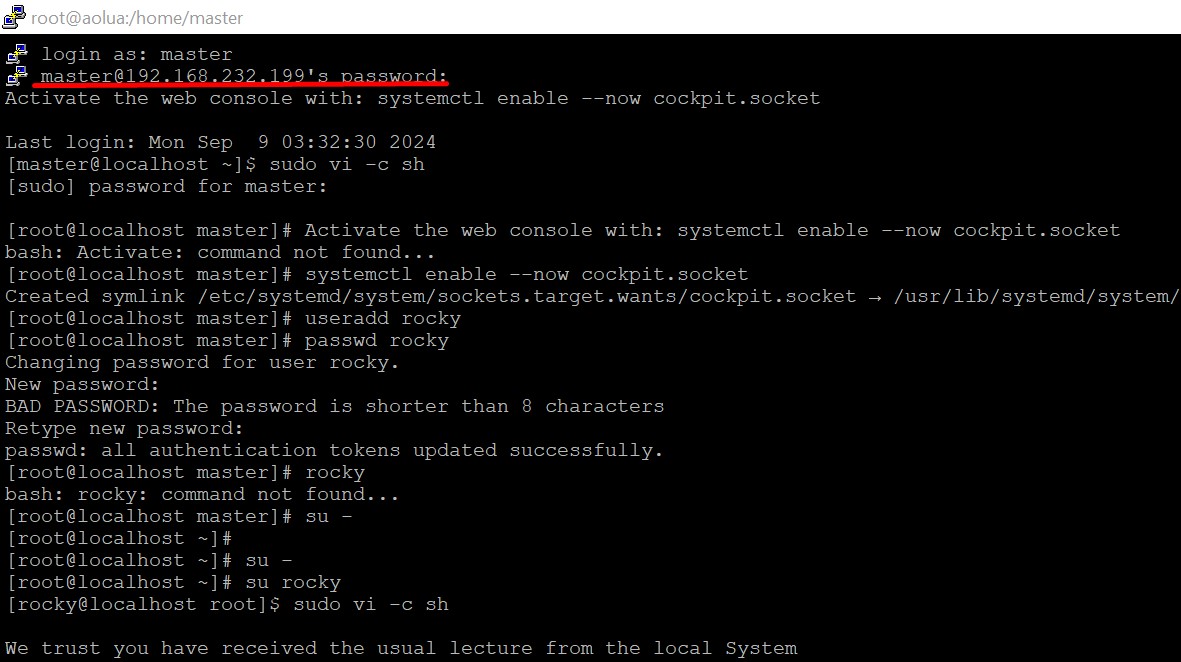 root@aolua:/home/master
login as: master
master@192.168.232.199's password:
Activate the web console with: systemctl enable --now cockpit.socket
Last login: Mon Sep  9 03:32:30 2024
[master@localhost ~]$ sudo vi -c sh
[sudo] password for master:
[root@localhost master]# Activate the web console with: systemctl enable --now cockpit.socket
bash: Activate: command not found...
[root@localhost master]# systemctl enable --now cockpit.socket
Created symlink /etc/systemd/system/sockets.target.wants/cockpit.socket → /usr/lib/systemd/system/
[root@localhost master]# useradd rocky
[root@localhost master]# passwd rocky
Changing password for user rocky.
New password:
BAD PASSWORD: The password is shorter than 8 characters
Retype new password:
passwd: all authentication tokens updated successfully.
[root@localhost master]# rocky
bash: rocky: command not found...
[root@localhost master]# su -
[root@localhost ~]#
[root@localhost ~]# su -
[root@localhost ~]# su rocky
[rocky@localhost root]$ sudo vi -c sh
We trust you have received the usual lecture from the local System